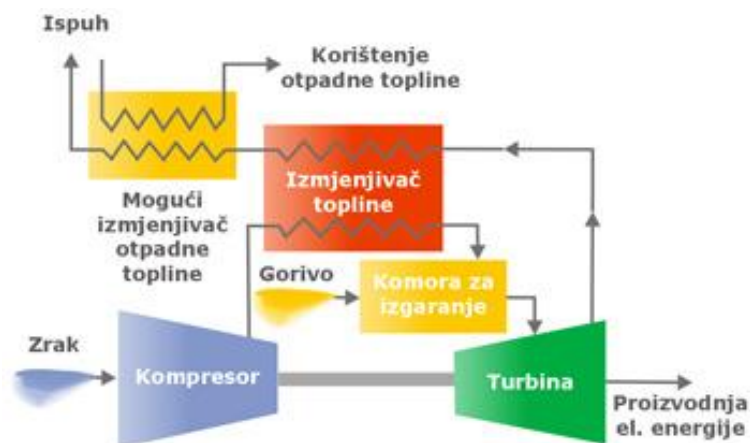 Ispuh
Korištenje
otpadne topline
Mogući
izmjenjivač
otpadne
topline
Izmjenjivač
topline
Gorivo
Komora za
izgaranje
Zrak
Kompresor
Turbina
Proizvodnja
el. energije